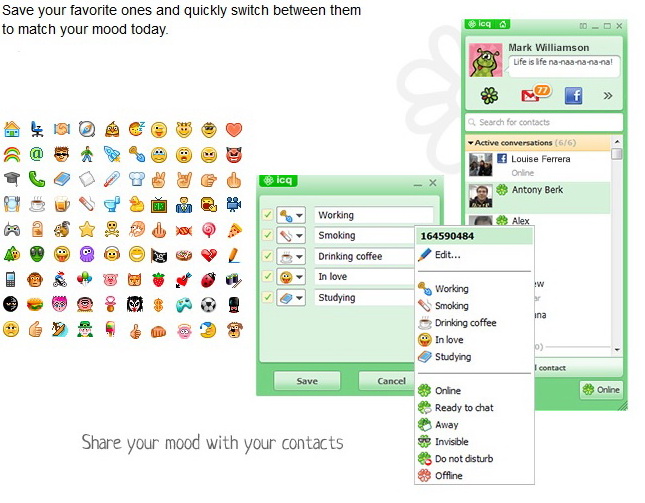 Save your favorite ones and quickly switch between them
to match your mood today.
icq
Mark Williamson
Life is life na-naa-na-na-na!
77
Search for contacts
Active conversations (6/6)
Louise Ferrera
Online
Antony Berk
Alex
icq
Working
Smoking
Drinking coffee
In love
Studying
Save
Cancel
164590484
Edit...
Working
Smoking
Drinking coffee
In love
Studying
Online
Ready to chat
Away
Invisible
Do not disturb
Offline
contact
Online
Share your mood with your contacts